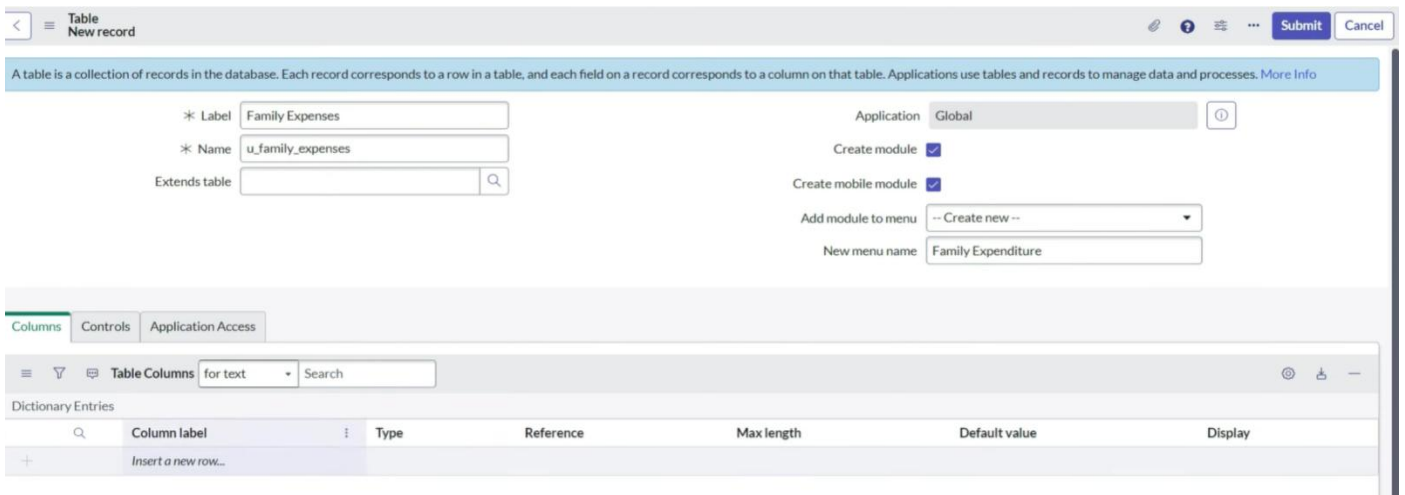 Table
New record
Submit
Cancel
A table is a collection of records in the database. Each record corresponds to a row in a table, and each field on a record corresponds to a column on that table. Applications use tables and records to manage data and processes. More Info
Label Family Expenses
Application Global
Name u_family_expenses
Create module
Extends table
Create mobile module
Add module to menu -- Create new --
New menu name Family Expenditure
Columns Controls Application Access
Table Columns for text Search
Dictionary Entries
Column label Type Reference Max length Default value Display
Insert a new row...